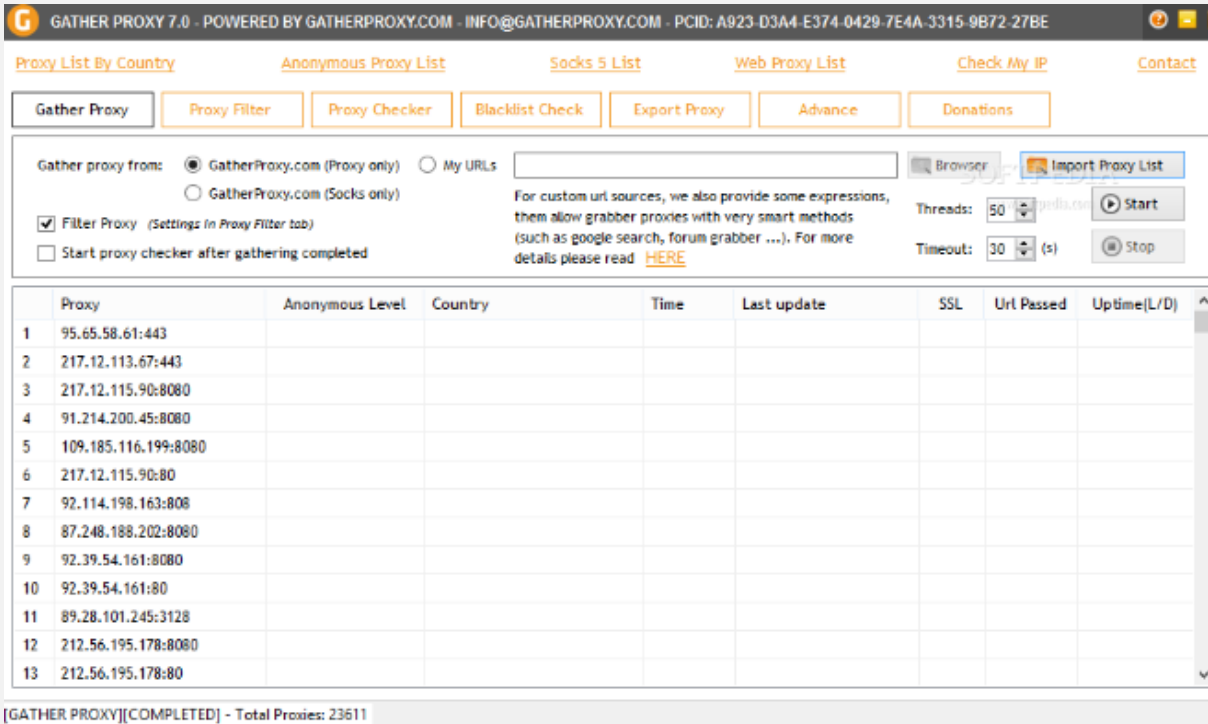 GATHER PROXY 7.0 - POWERED BY GATHERPROXY.COM - INFO@GATHERPROXY.COM - PCID: A923-D3A4-E374-0429-7E4A-3315-9B72-27BE
Proxy List By Country Anonymous Proxy List Socks 5 List Web Proxy List Check My IP Contact
Gather Proxy Proxy Filter Proxy Checker Blacklist Check Export Proxy Advance Donations
Gather proxy from: GatherProxy.com (Proxy only) My URLs Browser Import Proxy List
GatherProxy.com (Socks only)
For custom url sources, we also provide some expressions,
them allow grabber proxies with very smart methods
(such as google search, forum grabber ...). For more
details please read HERE
Threads: 50 Start
Filter Proxy (Settings in Proxy Filter tab)
Start proxy checker after gathering completed
Timeout: 30 (s) Stop
Proxy Anonymous Level Country Time Last update SSL Url Passed Uptime(L/D)
1 95.65.58.61:443
2 217.12.113.67:443
3 217.12.115.90:8080
4 91.214.200.45:8080
5 109.185.116.199:8080
6 217.12.115.90:80
7 92.114.198.163:808
8 87.248.188.202:8080
9 92.39.54.161:8080
10 92.39.54.161:80
11 89.28.101.245:3128
12 212.56.195.178:8080
13 212.56.195.178:80
[GATHER PROXY][COMPLETED] - Total Proxies: 23611